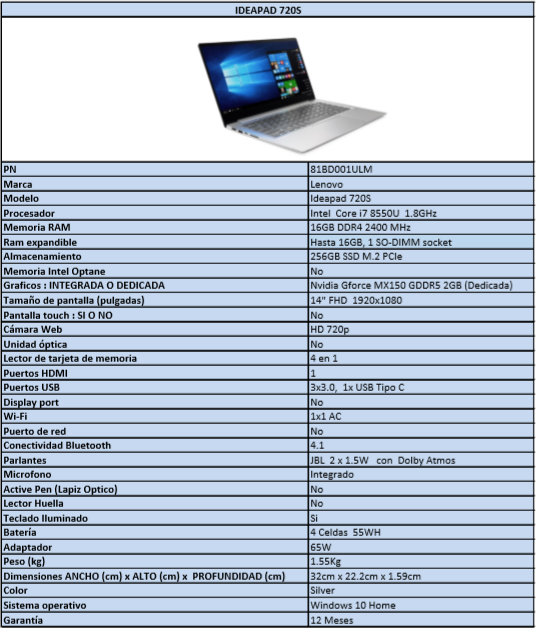 IDEAPAD 720S
PN 81BD001ULM
Marca Lenovo
Modelo Ideapad 720S
Procesador Intel Core i7 8550U 1.8GHz
Memoria RAM 16GB DDR4 2400 MHz
Ram expandible Hasta 16GB, 1 SO-DIMM socket
Almacenamiento 256GB SSD M.2 PCIe
Memoria Intel Optane No
Graficos : INTEGRADA O DEDICADA Nvidia Gforce MX150 GDDR5 2GB (Dedicada)
Tamaño de pantalla (pulgadas) 14" FHD 1920x1080
Pantalla touch : SI O NO No
Cámara Web HD 720p
Unidad óptica No
Lector de tarjeta de memoria 4 en 1
Puertos HDMI 1
Puertos USB 3x3.0, 1x USB Tipo C
Display port No
Wi-Fi 1x1 AC
Puerto de red No
Conectividad Bluetooth 4.1
Parlantes JBL 2 x 1.5W con Dolby Atmos
Microfono Integrado
Active Pen (Lapiz Optico) No
Lector Huella No
Teclado Iluminado Si
Batería 4 Celdas 55WH
Adaptador 65W
Peso (kg) 1.55Kg
Dimensiones ANCHO (cm) x ALTO (cm) x PROFUNDIDAD (cm) 32cm x 22.2cm x 1.59cm
Color Silver
Sistema operativo Windows 10 Home
Garantía 12 Meses